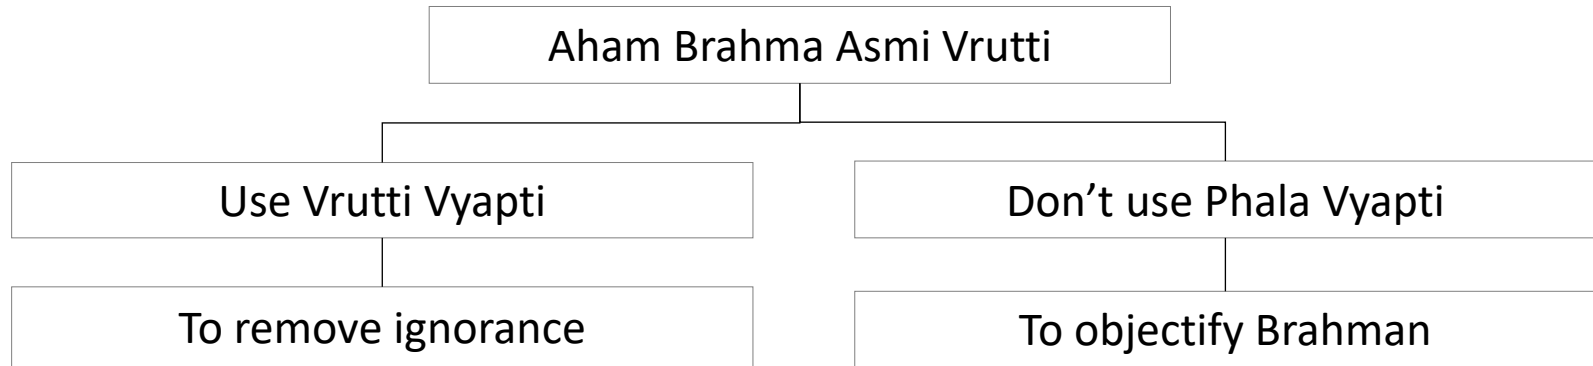 Aham Brahma Asmi Vrutti
Use Vrutti Vyapti
Don’t use Phala Vyapti
To remove ignorance
To objectify Brahman